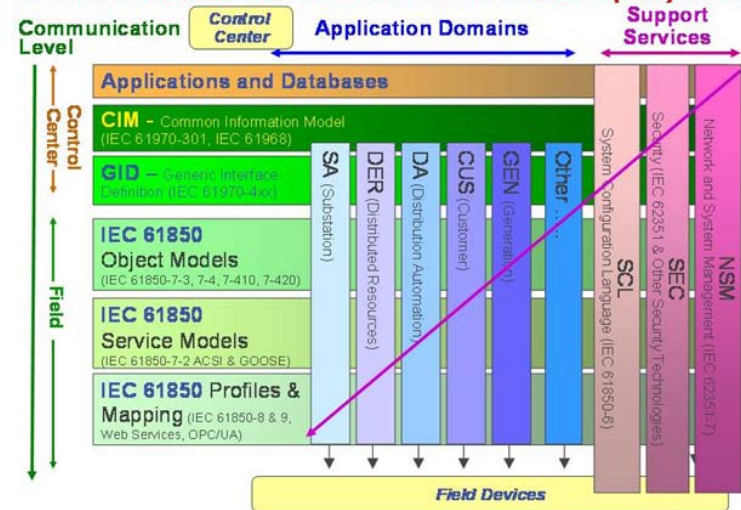 Communication
Level
Control
Center
Application Domains
Support
Services
Applications and Databases
CIM - Common Information Model
(IEC 61970-301, IEC 61968)
GID – Generic Interface
Definition (IEC 61970-4xx)
IEC 61850
Object Models
(IEC 61850-7-3, 7-4, 7-410, 7-420)
IEC 61850
Service Models
(IEC 61850-7-2 ACSI & GOOSE)
IEC 61850 Profiles &
Mapping (IEC 61850-8 & 9,
Web Services, OPC/UA)
Control
Center
Field
SA (Substation)
DER (Distributed Resources)
DA (Distribution Automation)
CUS (Customer)
GEN (Generation)
Other .....
SCL
System Configuration Language (IEC 61850-6)
SEC
Security (IEC 62351 & Other Security Technologies)
NSM
Network and System Management (IEC 62351-7)
Field Devices